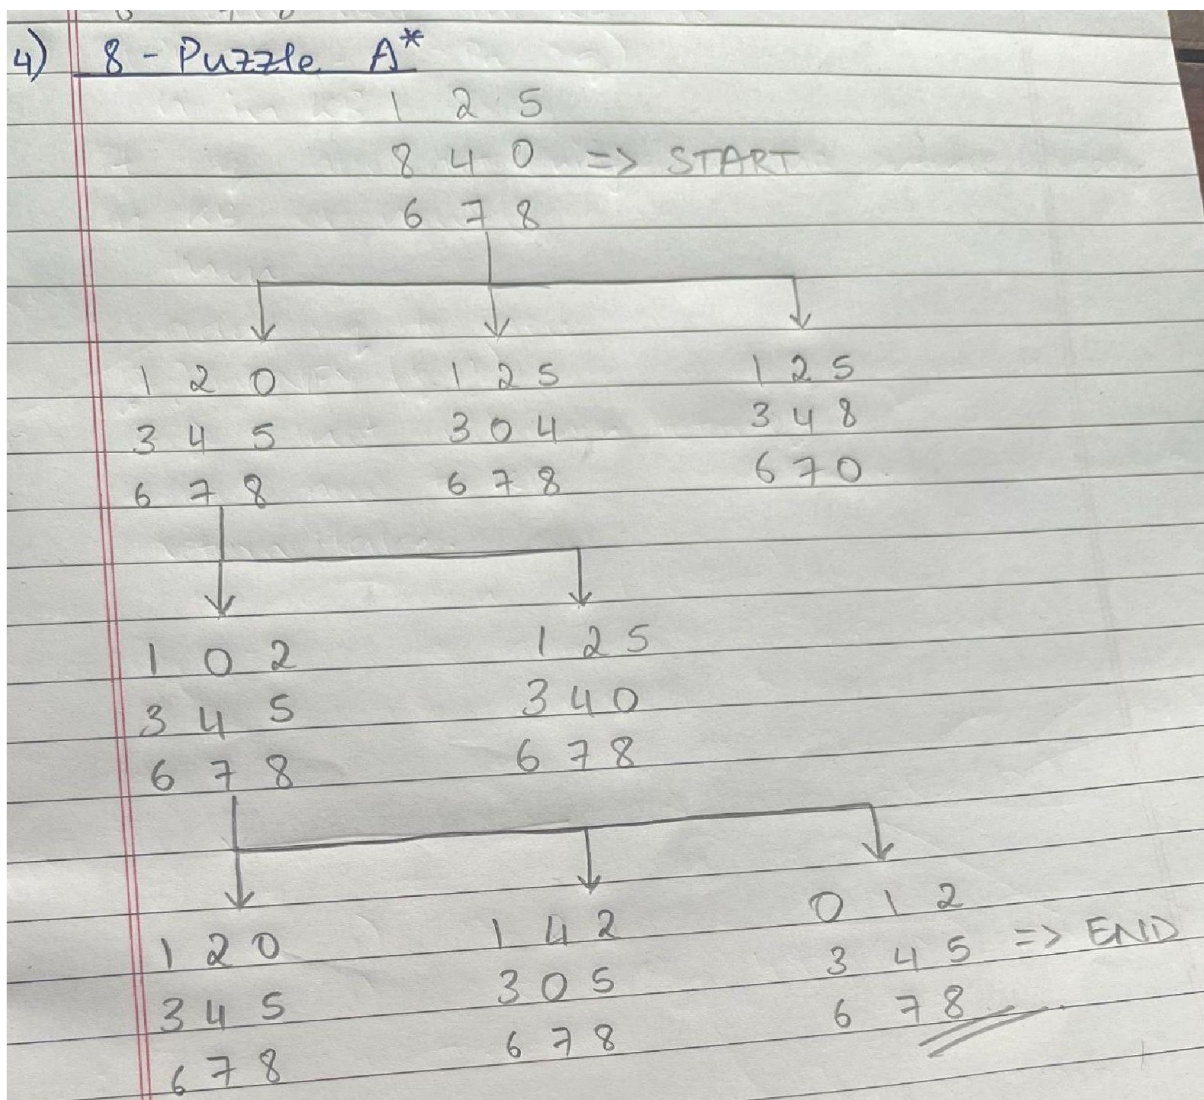 4) 8 - Puzzle A*
1 2 5
8 4 0 => START
6 7 8
1 2 0 1 2 5 1 2 5
3 4 5 3 0 4 3 4 8
6 7 8 6 7 8 6 7 0
1 0 2 1 2 5
3 4 5 3 4 0
6 7 8 6 7 8
1 2 0 1 4 2 0 1 2
3 4 5 3 0 5 3 4 5 => END
6 7 8 6 7 8 6 7 8